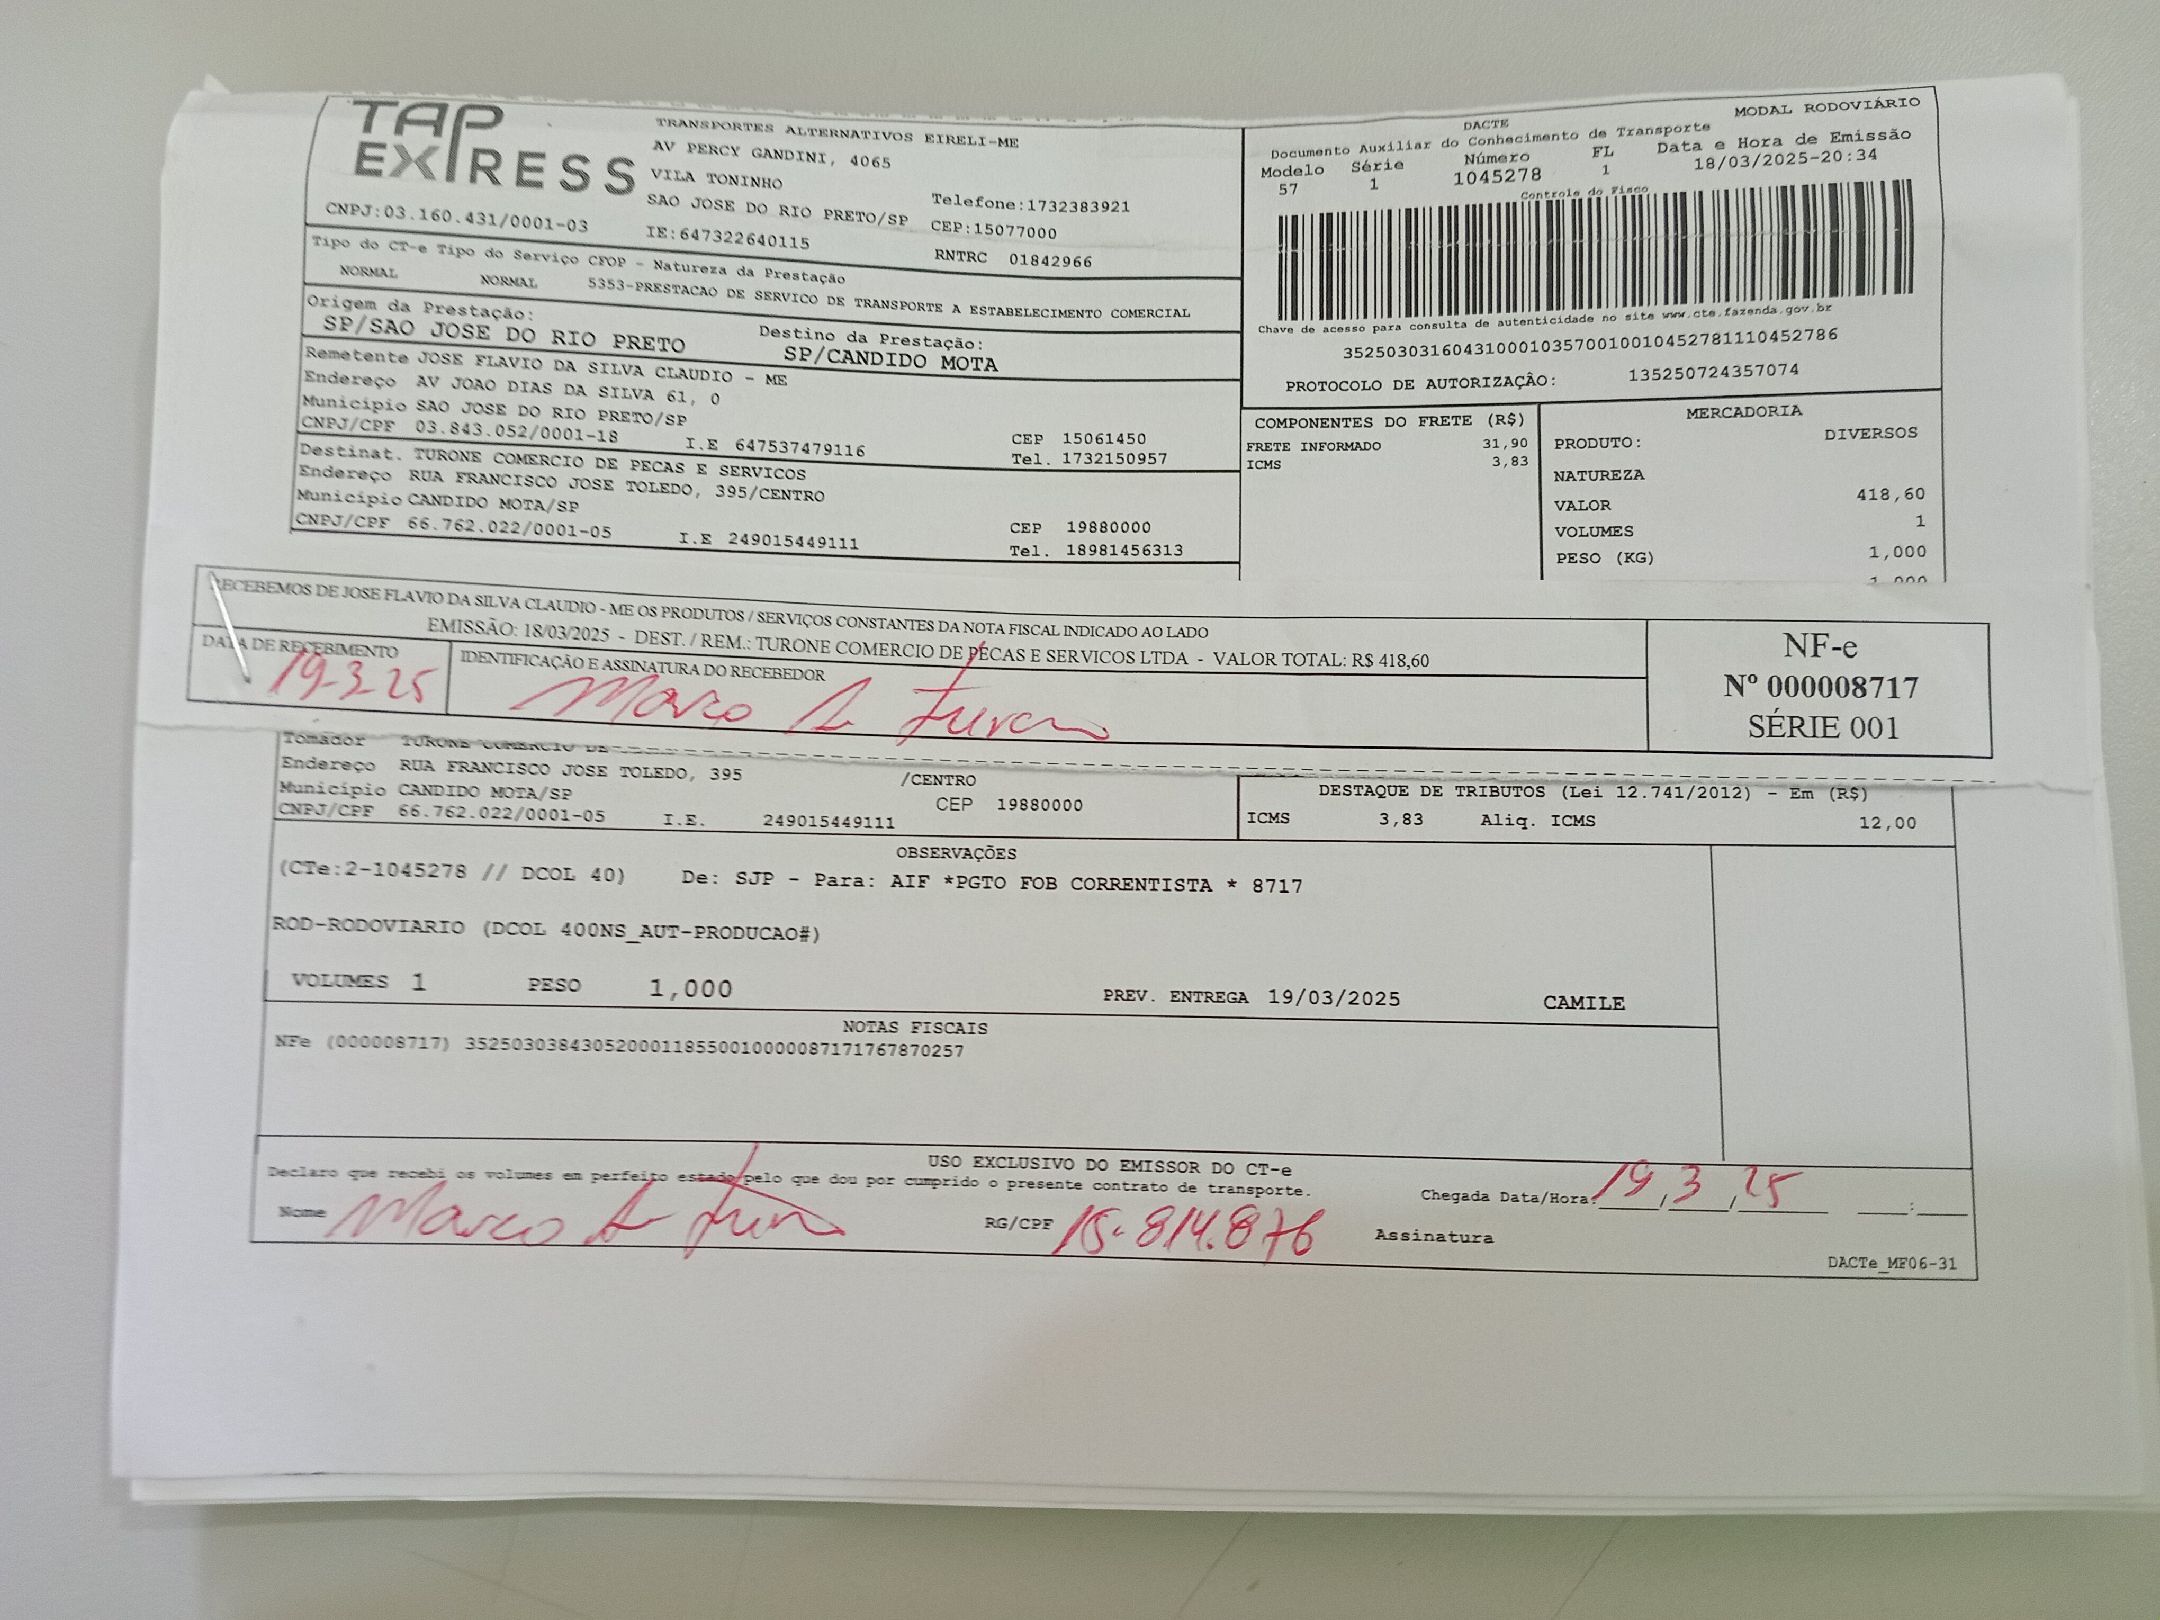 TAP EXPRESS
TRANSPORTES ALTERNATIVOS EIRELI-ME
AV PERCY GANDINI, 4065
VILA TONINHO
SAO JOSE DO RIO PRETO/SP
Telefone:1732383921
CNPJ:03.160.431/0001-03
IE:647322640115
CEP:15077000
RNTRC 01842966
Tipo do CT-e Tipo do Serviço CFOP - Natureza da Prestação
NORMAL NORMAL 5353-PRESTACAO DE SERVICO DE TRANSPORTE A ESTABELECIMENTO COMERCIAL
Origem da Prestação:
SP/SAO JOSE DO RIO PRETO
Destino da Prestação:
SP/CANDIDO MOTA
Remetente JOSE FLAVIO DA SILVA CLAUDIO - ME
Endereço AV JOAO DIAS DA SILVA 61, 0
Município SAO JOSE DO RIO PRETO/SP
CNPJ/CPF 03.843.052/0001-18 I.E 647537479116
CEP 15061450
Tel. 1732150957
Destinat. TURONE COMERCIO DE PECAS E SERVICOS
Endereço RUA FRANCISCO JOSE TOLEDO, 395/CENTRO
Município CANDIDO MOTA/SP
CNPJ/CPF 66.762.022/0001-05 I.E 249015449111
CEP 19880000
Tel. 18981456313
MODAL RODOVIÁRIO
DACTE
Documento Auxiliar do Conhecimento de Transporte
Modelo Série Número FL Data e Hora de Emissão
57 1 1045278 1 18/03/2025-20:34
Controle do Fisco
Chave de acesso para consulta de autenticidade no site www.cte.fazenda.gov.br
35250303160431000103570010010452781110452786
PROTOCOLO DE AUTORIZAÇÃO: 135250724357074
COMPONENTES DO FRETE (R$)
FRETE INFORMADO 31,90
ICMS 3,83
MERCADORIA
PRODUTO: DIVERSOS
NATUREZA
VALOR 418,60
VOLUMES 1
PESO (KG) 1,000
1,000
RECEBEMOS DE JOSE FLAVIO DA SILVA CLAUDIO - ME OS PRODUTOS / SERVIÇOS CONSTANTES DA NOTA FISCAL INDICADO AO LADO
EMISSÃO: 18/03/2025 - DEST. / REM.: TURONE COMERCIO DE PECAS E SERVICOS LTDA - VALOR TOTAL: R$ 418,60
DATA DE RECEBIMENTO
19-3-25
IDENTIFICAÇÃO E ASSINATURA DO RECEBEDOR
Marco A
NF-e
Nº 000008717
SÉRIE 001
Tomador TURONE COMERCIO DE
Endereço RUA FRANCISCO JOSE TOLEDO, 395 /CENTRO
Município CANDIDO MOTA/SP CEP 19880000
CNPJ/CPF 66.762.022/0001-05 I.E. 249015449111
DESTAQUE DE TRIBUTOS (Lei 12.741/2012) - Em (R$)
ICMS 3,83 Aliq. ICMS 12,00
OBSERVAÇÕES
(CTe:2-1045278 // DCOL 40) De: SJP - Para: AIF *PGTO FOB CORRENTISTA * 8717
ROD-RODOVIARIO (DCOL 400NS_AUT-PRODUCAO#)
VOLUMES 1 PESO 1,000 PREV. ENTREGA 19/03/2025 CAMILE
NOTAS FISCAIS
NFe (000008717) 35250303843052000118550010000087171767870257
USO EXCLUSIVO DO EMISSOR DO CT-e
Declaro que recebi os volumes em perfeito estado pelo que dou por cumprido o presente contrato de transporte.
Chegada Data/Hora: 19/3/25 :
Nome Marco A RG/CPF 15.814.876 Assinatura
DACTe_MF06-31